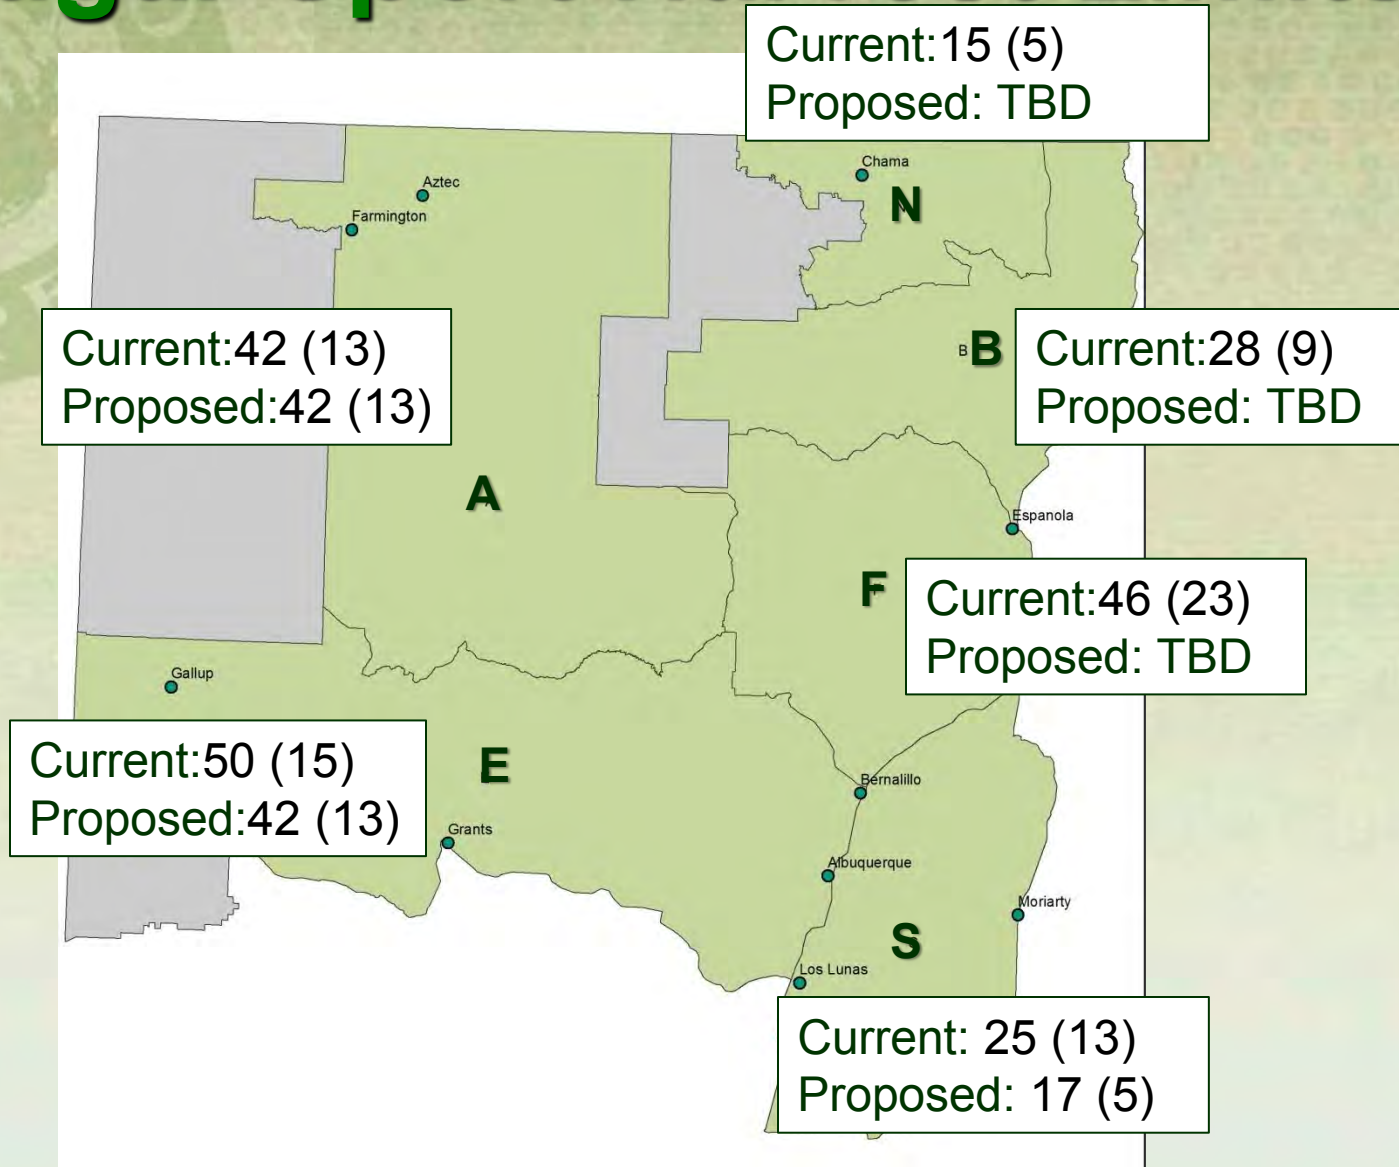 Current:15 (5)
Proposed: TBD
Chama
N
Aztec
Farmington
Current:42 (13)
Proposed:42 (13)
B
B
Current:28 (9)
Proposed: TBD
A
Espanola
F
Current:46 (23)
Proposed: TBD
Gallup
Current:50 (15)
Proposed:42 (13)
E
Bernalillo
Grants
Albuquerque
Moriarty
S
Los Lunas
Current: 25 (13)
Proposed: 17 (5)